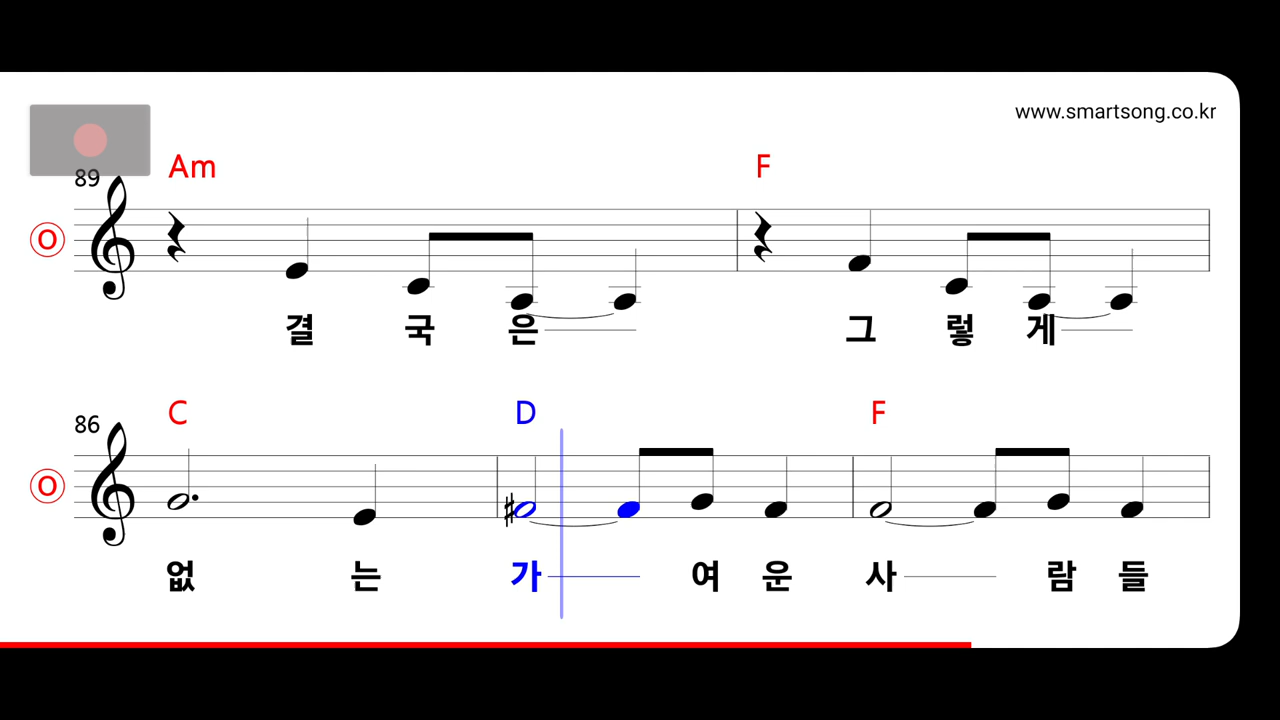 www.smartsong.co.kr
Am F
89
O
결 국 은 그 렇 게
C D F
86
O
없 는 가 여 운 사 람 들